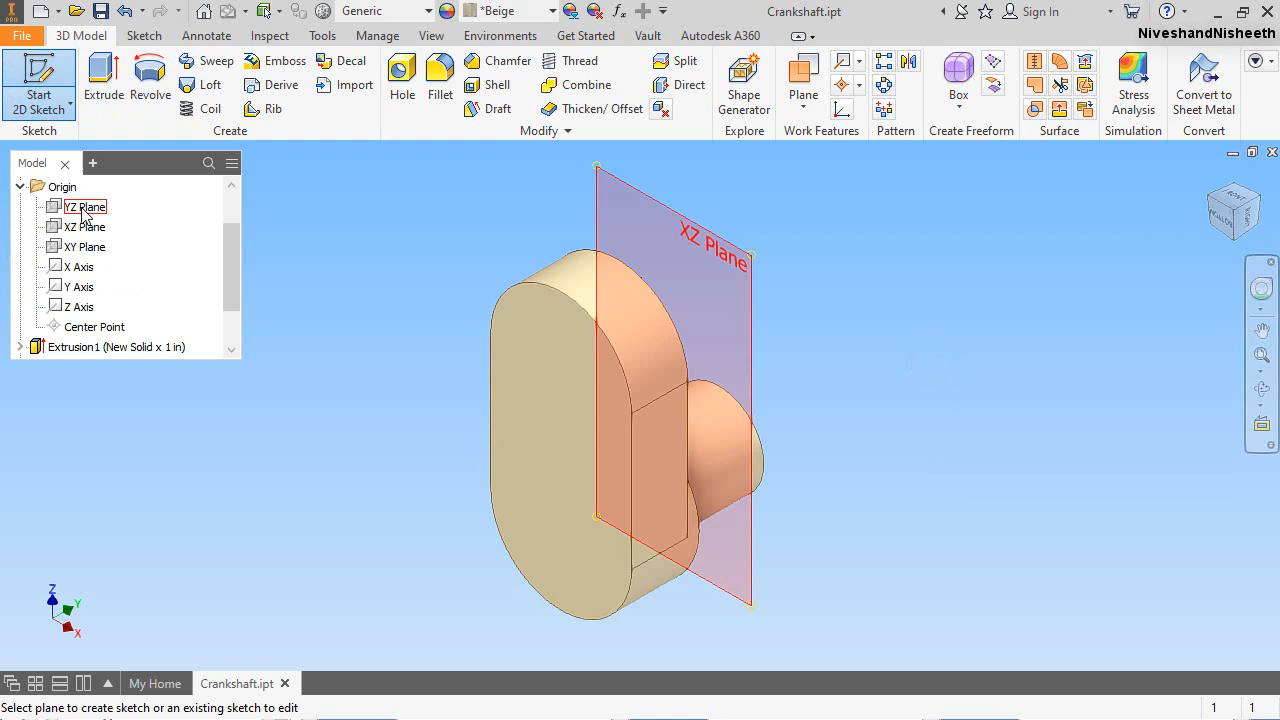 PRO
Generic
*Beige
Crankshaft.ipt
Sign In
File
3D Model
Sketch
Annotate
Inspect
Tools
Manage
View
Environments
Get Started
Vault
Autodesk A360
NiveshandNisheeth
Start
2D Sketch
Extrude
Revolve
Sweep
Loft
Coil
Emboss
Derive
Rib
Decal
Import
Hole
Fillet
Chamfer
Shell
Draft
Thread
Combine
Thicken/ Offset
Split
Direct
Shape
Generator
Plane
Box
Stress
Analysis
Convert to
Sheet Metal
Sketch
Create
Modify
Explore
Work Features
Pattern
Create Freeform
Surface
Simulation
Convert
Model
Origin
YZ Plane
XZ Plane
XY Plane
X Axis
Y Axis
Z Axis
Center Point
Extrusion1 (New Solid x 1 in)
XZ Plane
FRONT
Z
Y
X
My Home
Crankshaft.ipt
Select plane to create sketch or an existing sketch to edit
1
1